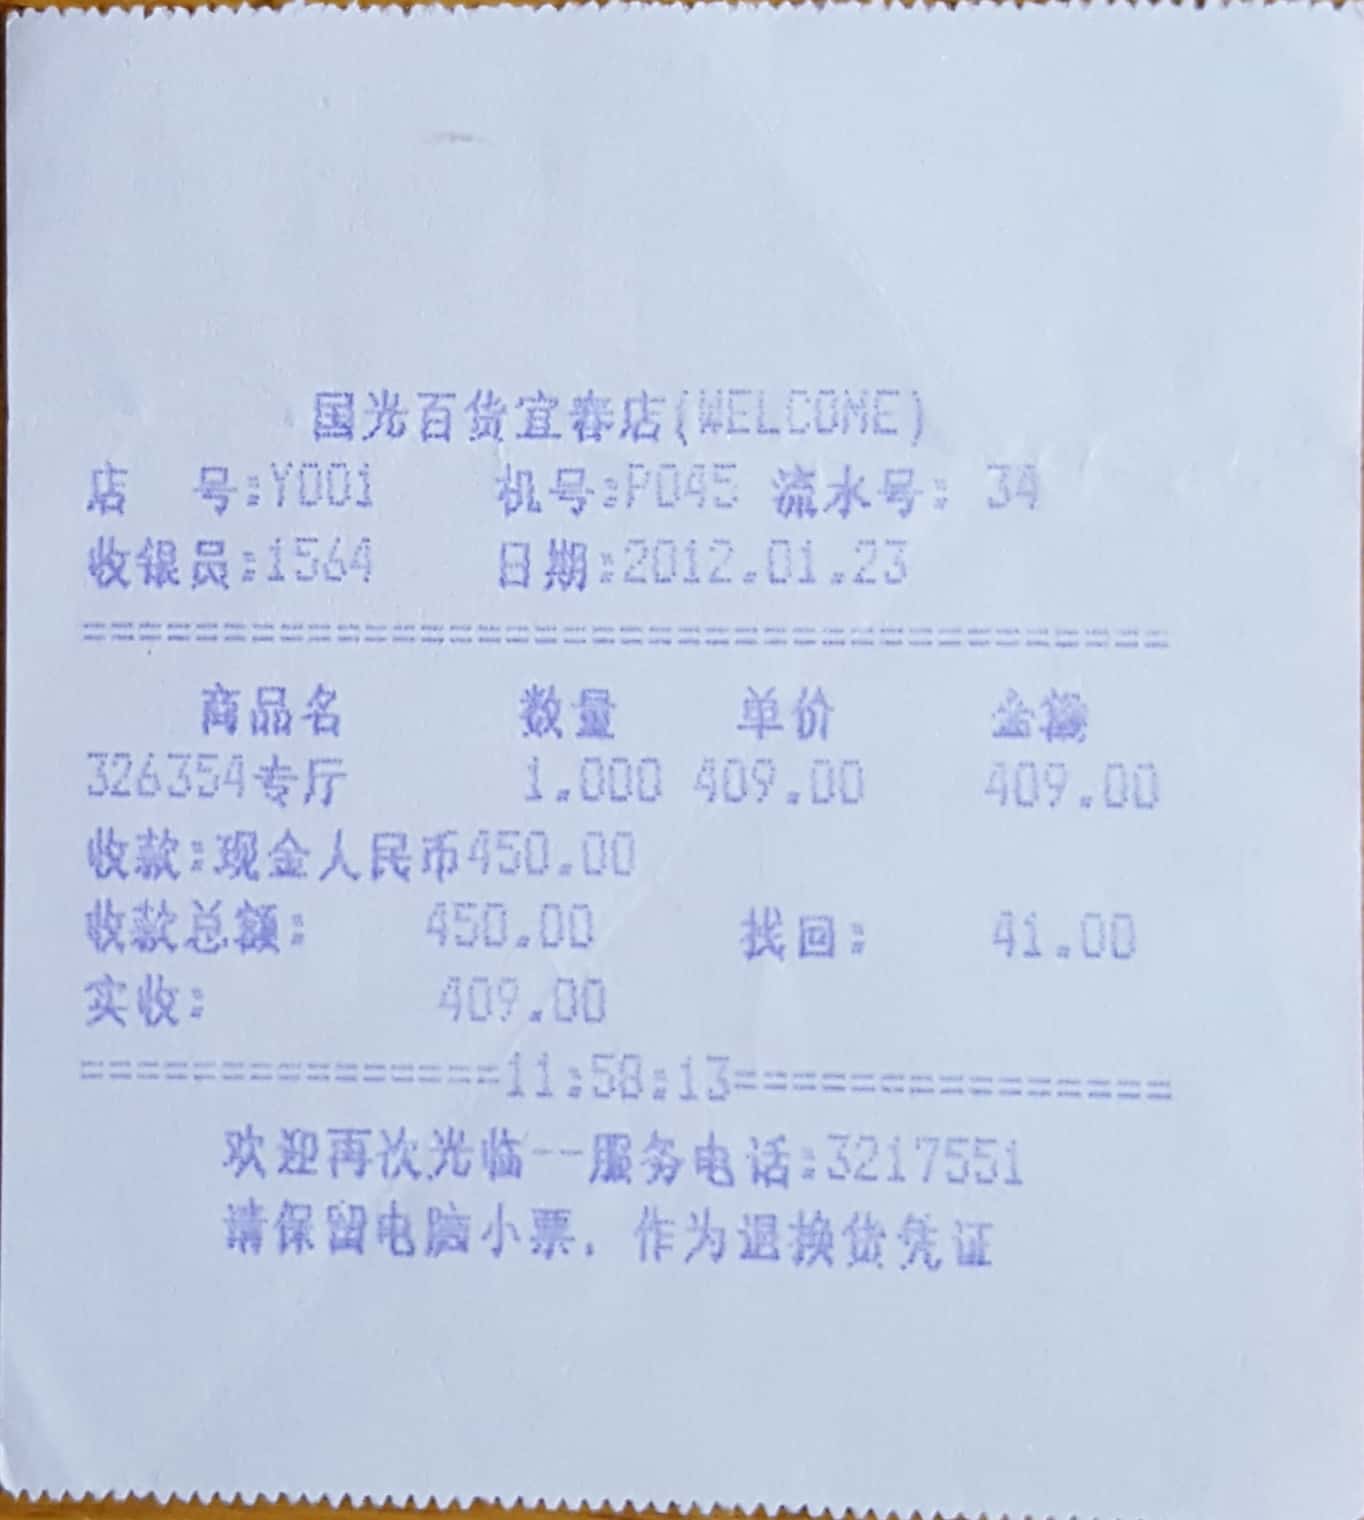 国光百货宜春店(WELCOME)
店 号:Y001 机号:P045 流水号: 34
收银员:1564 日期:2012.01.23
=======================================
商品名 数量 单价 金额
326354专厅 1.000 409.00 409.00
收款:现金人民币450.00
收款总额: 450.00 找回: 41.00
实收: 409.00
===============11:58:13================
欢迎再次光临--服务电话:3217551
请保留电脑小票，作为退换货凭证